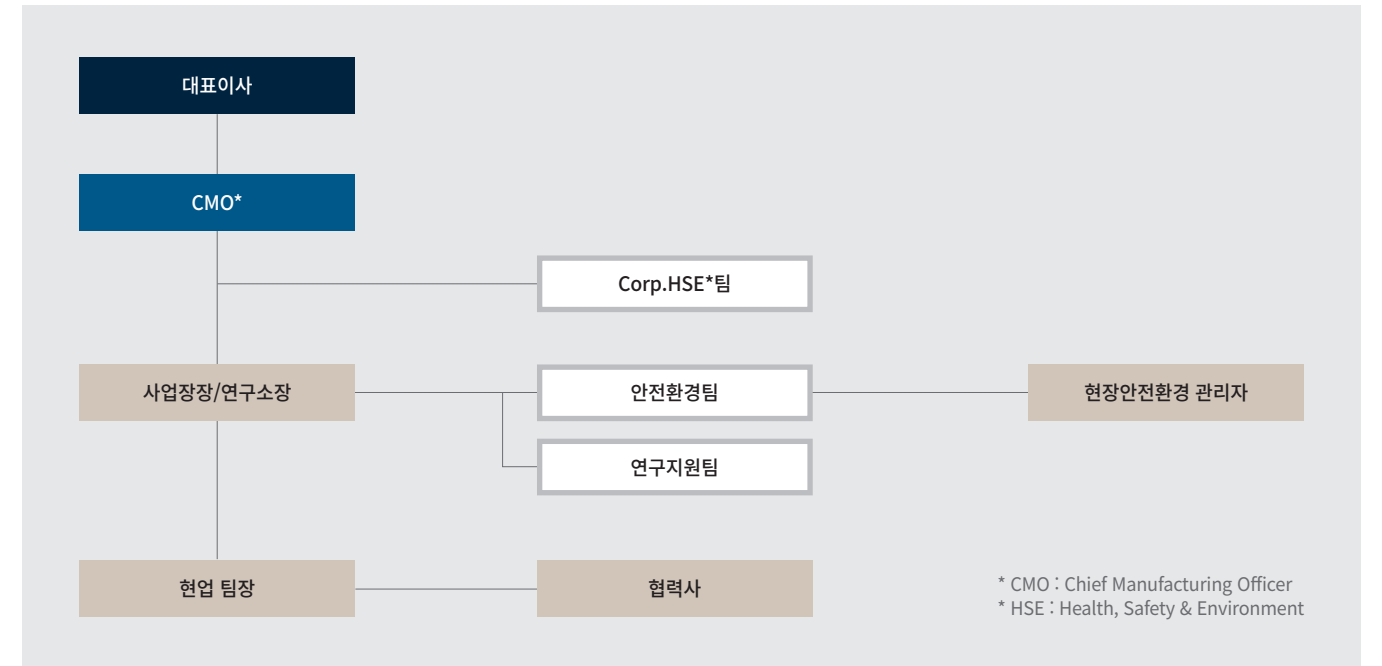 대표이사
CMO*
Corp.HSE*팀
사업장장/연구소장
안전환경팀
현장안전환경 관리자
연구지원팀
현업 팀장
협력사
* CMO : Chief Manufacturing Officer
* HSE : Health, Safety & Environment